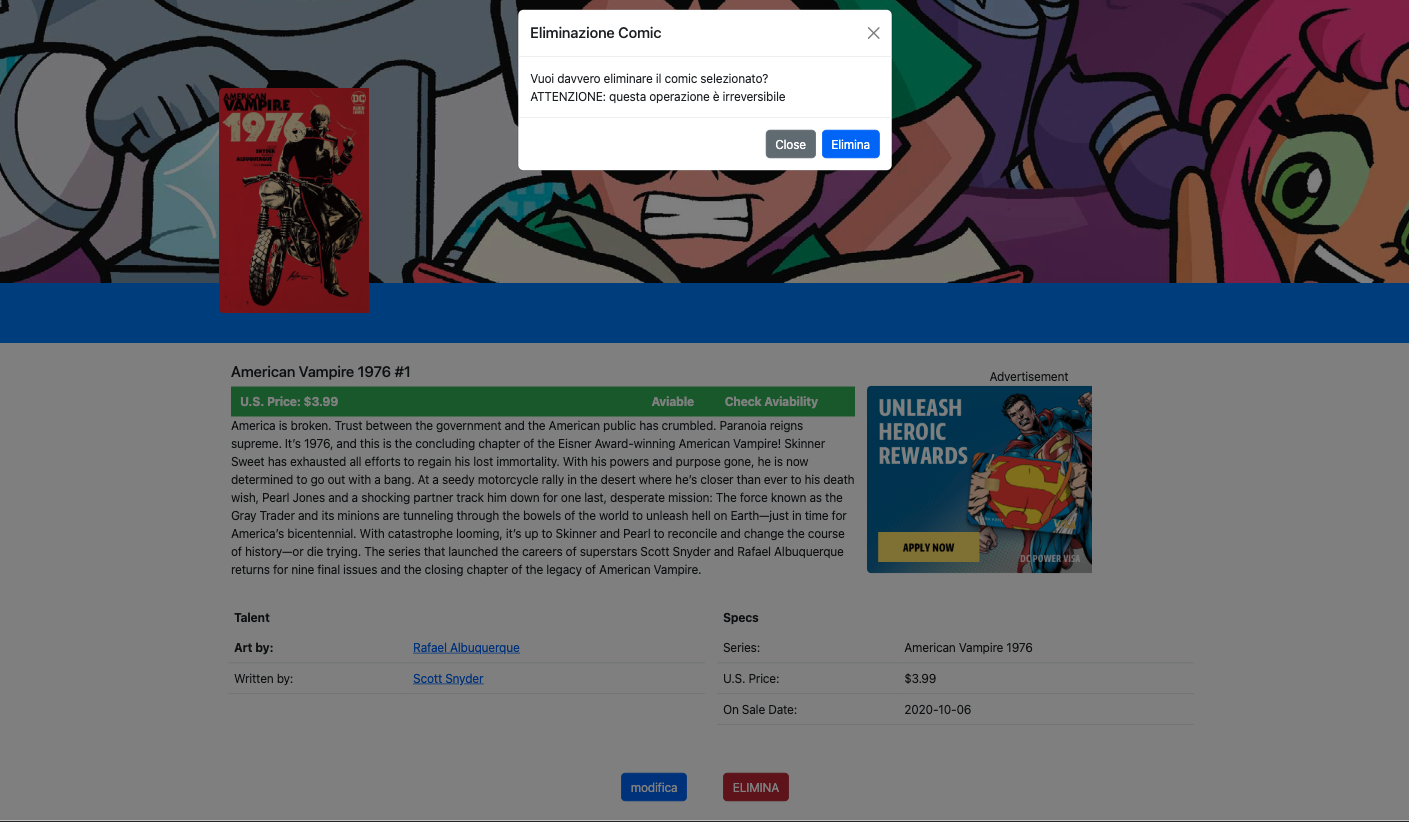 Eliminazione Comic
Vuoi davvero eliminare il comic selezionato?
ATTENZIONE: questa operazione è irreversibile
Close
Elimina
AMERICAN
VAMPIRE
1976
DC
SNYDER
ALBUQUERQUE
American Vampire 1976 #1
U.S. Price: $3.99
Aviable
Check Aviability
America is broken. Trust between the government and the American public has crumbled. Paranoia reigns
supreme. It’s 1976, and this is the concluding chapter of the Eisner Award-winning American Vampire! Skinner
Sweet has exhausted all efforts to regain his lost immortality. With his powers and purpose gone, he is now
determined to go out with a bang. At a seedy motorcycle rally in the desert where he’s closer than ever to his death
wish, Pearl Jones and a shocking partner track him down for one last, desperate mission: The force known as the
Gray Trader and its minions are tunneling through the bowels of the world to unleash hell on Earth—just in time for
America’s bicentennial. With catastrophe looming, it’s up to Skinner and Pearl to reconcile and change the course
of history—or die trying. The series that launched the careers of superstars Scott Snyder and Rafael Albuquerque
returns for nine final issues and the closing chapter of the legacy of American Vampire.
Advertisement
UNLEASH
HEROIC
REWARDS
APPLY NOW
DC POWER VISA
Talent
Art by:
Rafael Albuquerque
Written by:
Scott Snyder
Specs
Series:
American Vampire 1976
U.S. Price:
$3.99
On Sale Date:
2020-10-06
modifica
ELIMINA